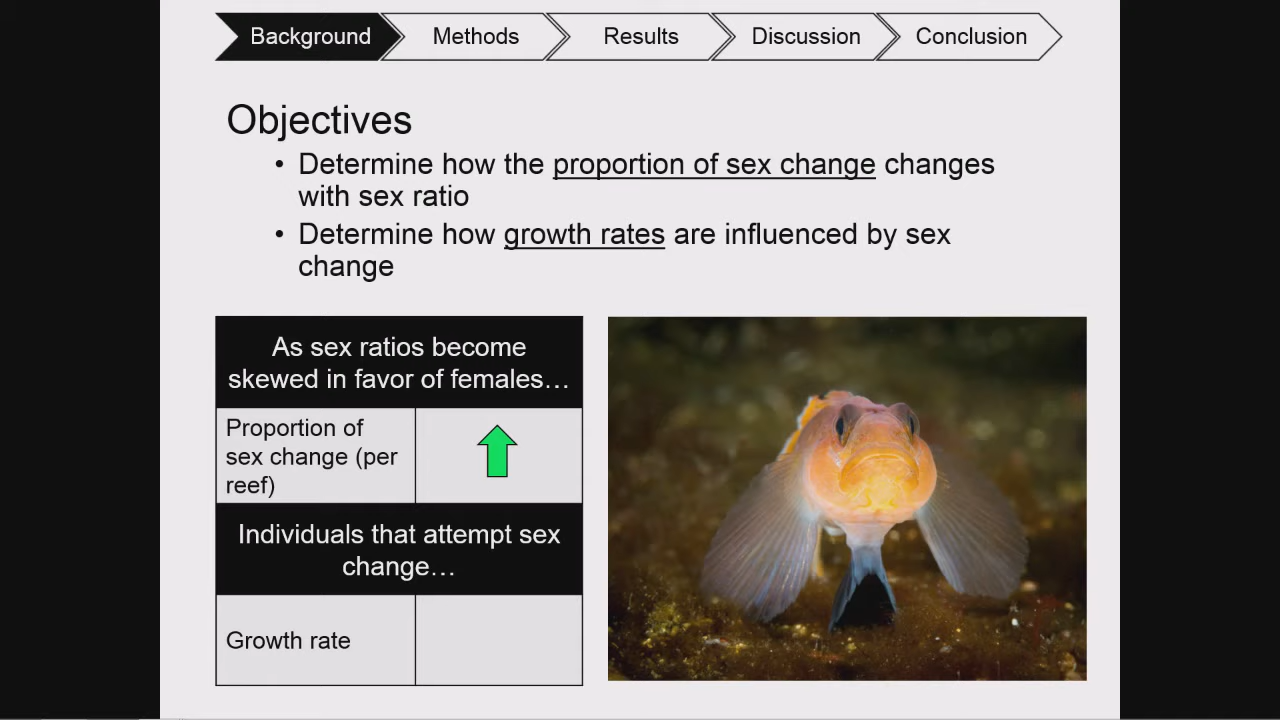 Background
Methods
Results
Discussion
Conclusion
Objectives
• Determine how the proportion of sex change changes
with sex ratio
• Determine how growth rates are influenced by sex
change
As sex ratios become
skewed in favor of females…
Proportion of
sex change (per
reef)
Individuals that attempt sex
change…
Growth rate